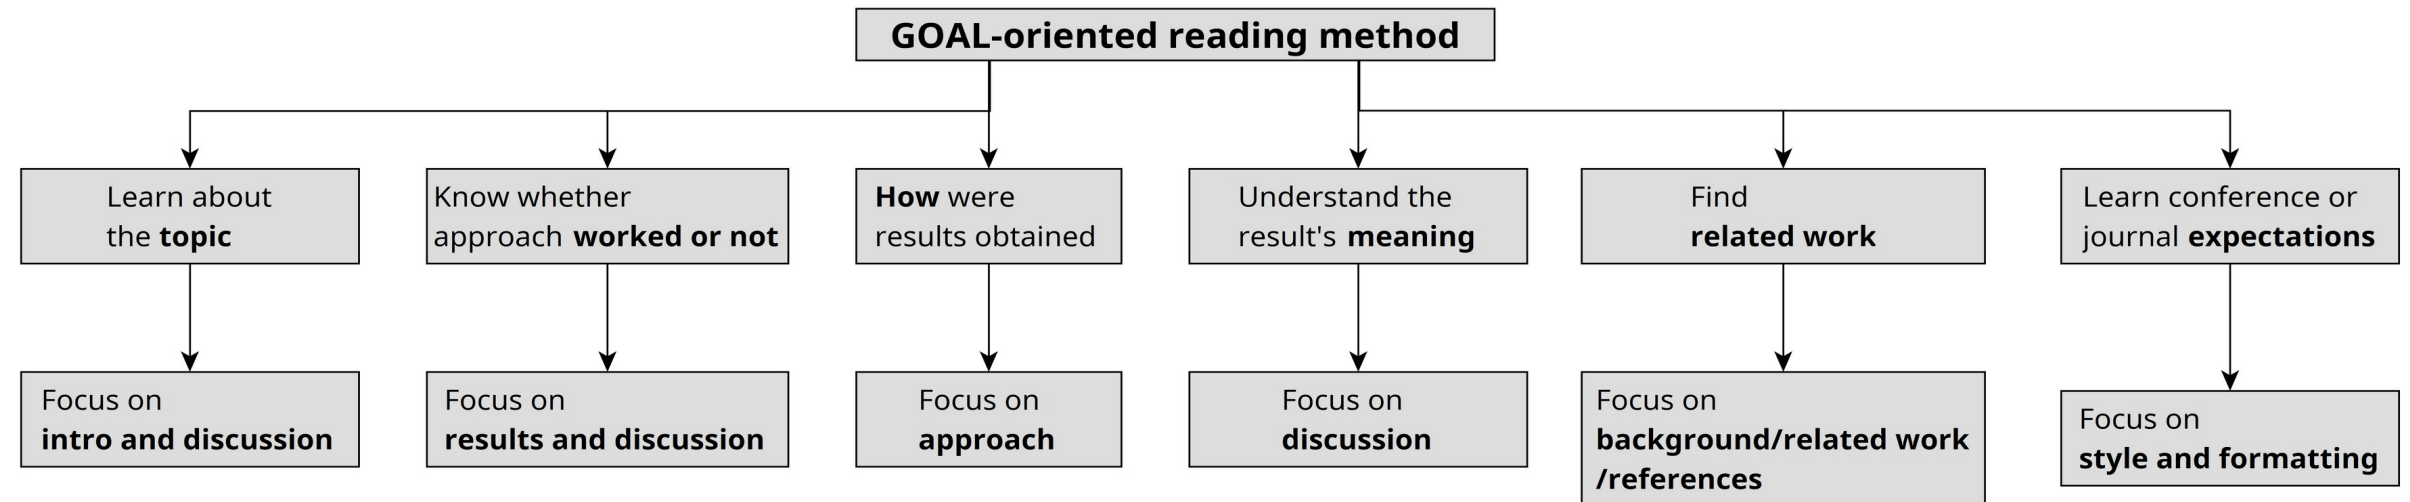 GOAL-oriented reading method
Learn about
the topic
Know whether
approach worked or not
How were
results obtained
Understand the
result's meaning
Find
related work
Learn conference or
journal expectations
Focus on
intro and discussion
Focus on
results and discussion
Focus on
approach
Focus on
discussion
Focus on
background/related work
/references
Focus on
style and formatting